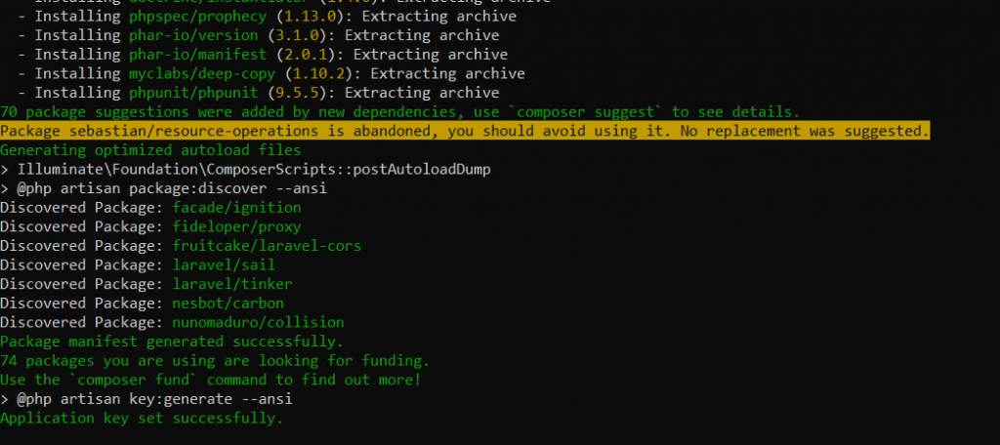 - Installing doctrine/instantiator (1.4.0): Extracting archive
- Installing phpspec/prophecy (1.13.0): Extracting archive
- Installing phar-io/version (3.1.0): Extracting archive
- Installing phar-io/manifest (2.0.1): Extracting archive
- Installing myclabs/deep-copy (1.10.2): Extracting archive
- Installing phpunit/phpunit (9.5.5): Extracting archive
70 package suggestions were added by new dependencies, use `composer suggest` to see details.
Package sebastian/resource-operations is abandoned, you should avoid using it. No replacement was suggested.
Generating optimized autoload files
> Illuminate\Foundation\ComposerScripts::postAutoloadDump
> @php artisan package:discover --ansi
Discovered Package: facade/ignition
Discovered Package: fideloper/proxy
Discovered Package: fruitcake/laravel-cors
Discovered Package: laravel/sail
Discovered Package: laravel/tinker
Discovered Package: nesbot/carbon
Discovered Package: nunomaduro/collision
Package manifest generated successfully.
74 packages you are using are looking for funding.
Use the `composer fund` command to find out more!
> @php artisan key:generate --ansi
Application key set successfully.